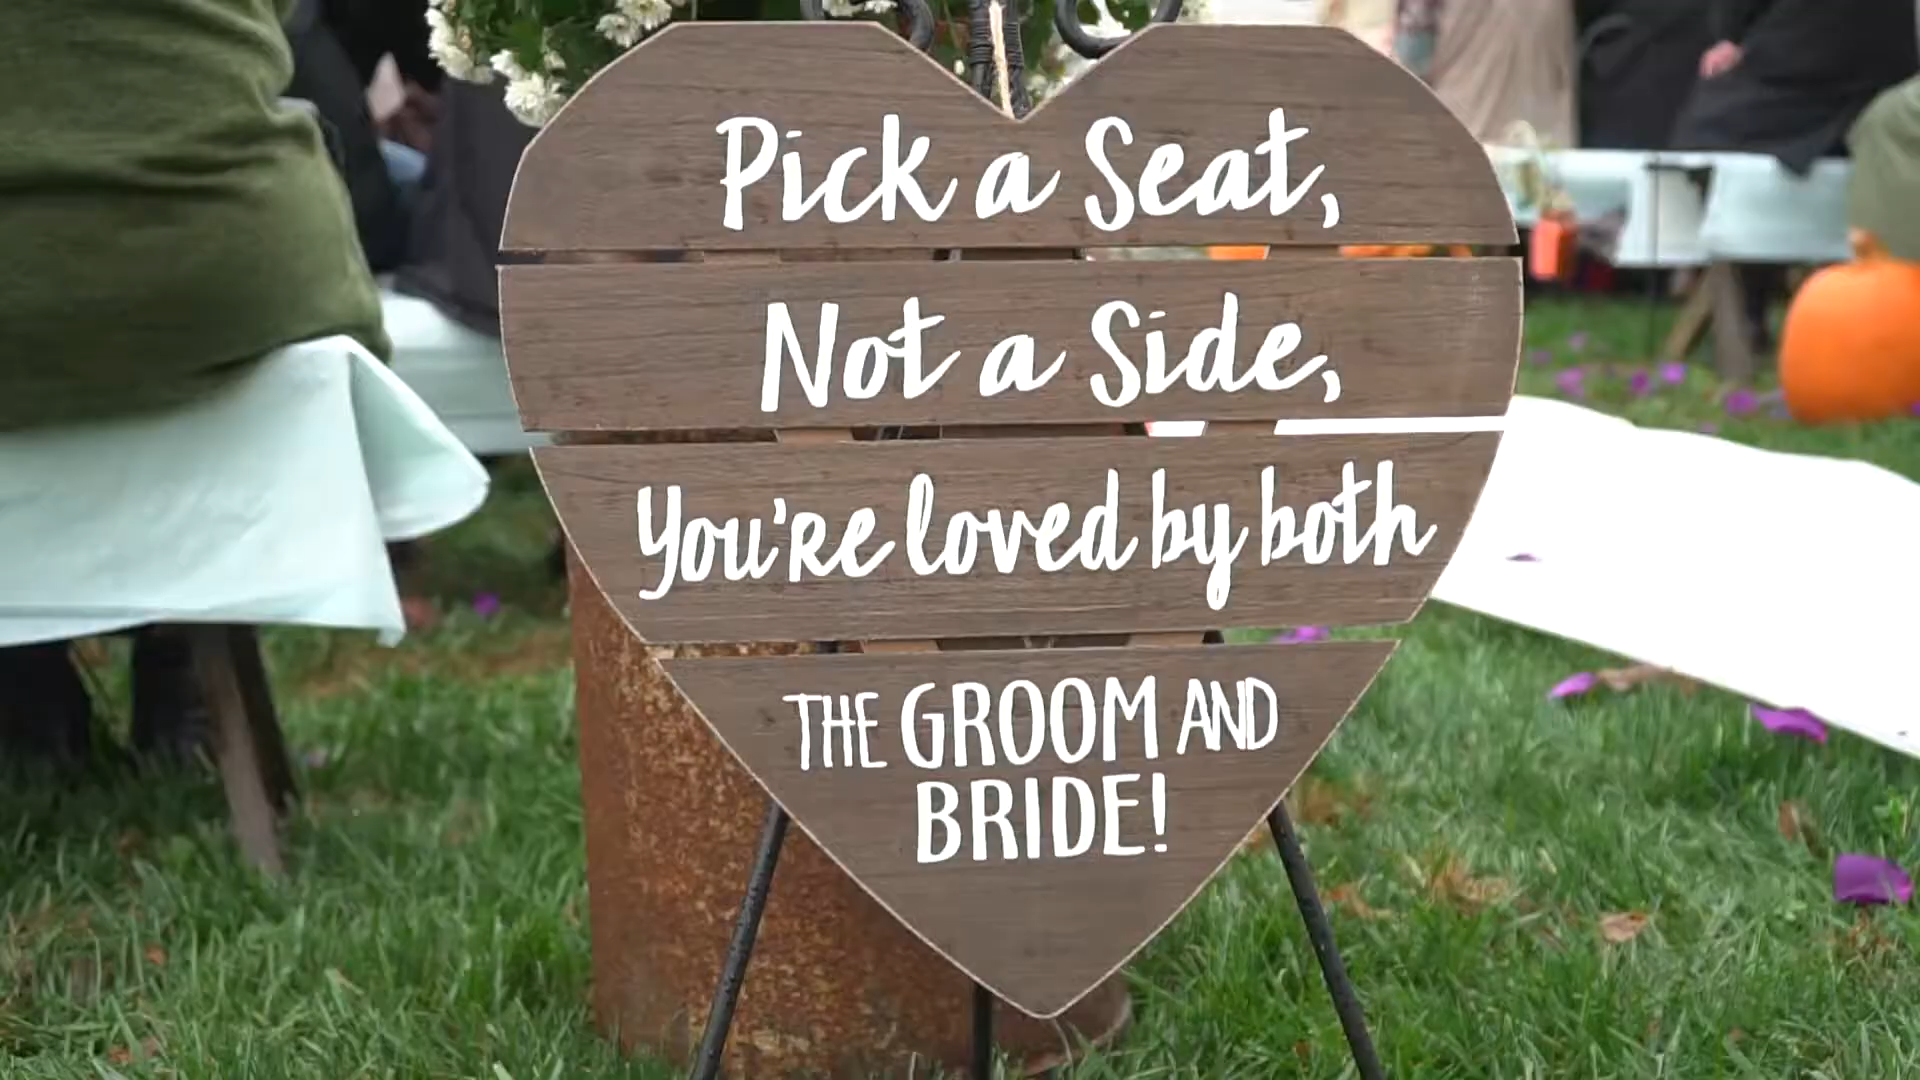 Pick a Seat,
Not a Side,
You're loved by both
THE GROOM AND
BRIDE!